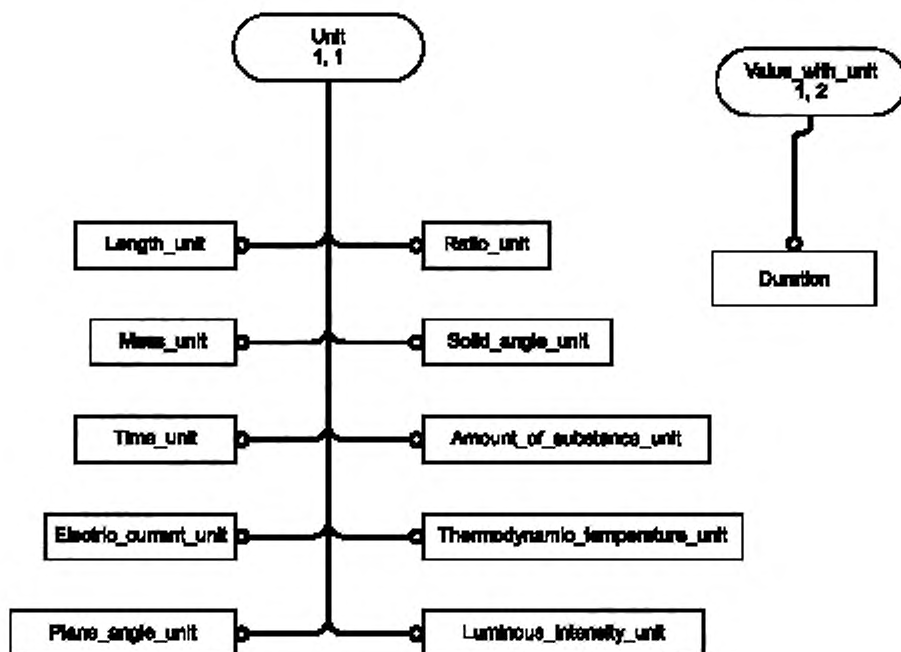 Unit
1, 1
Value_with_unit
1, 2
Length_unit
Ratio_unit
Duration
Mass_unit
Solid_angle_unit
Time_unit
Amount_of_substance_unit
Electric_current_unit
Thermodynamic_temperature_unit
Plane_angle_unit
Luminous_intensity_unit